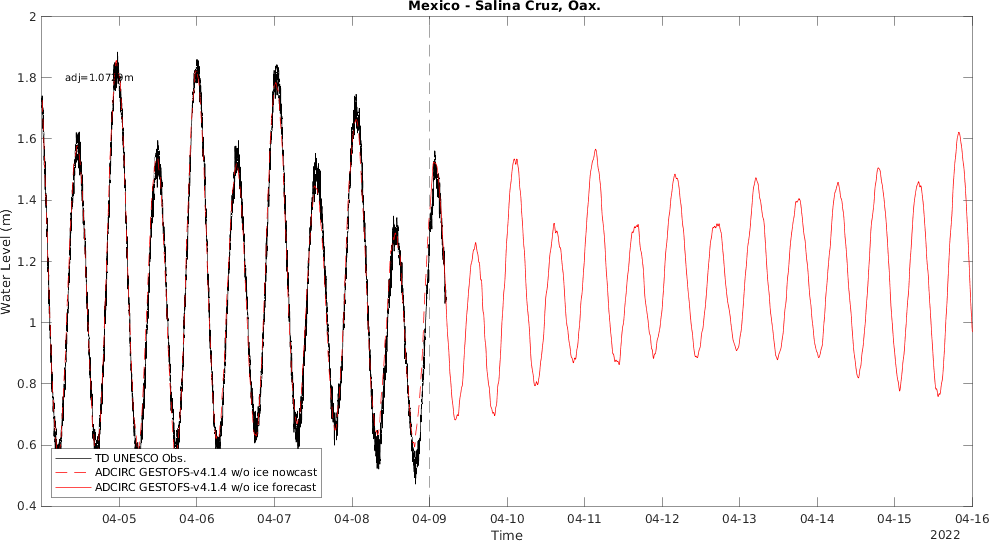 Mexico - Salina Cruz, Oax.
2
1.8
1.6
1.4
1.2
1
0.8
0.6
0.4
Water Level (m)
TD UNESCO Obs.
ADCIRC GESTOFS-v4.1.4 w/o ice nowcast
ADCIRC GESTOFS-v4.1.4 w/o ice forecast
04-05 04-06 04-07 04-08 04-09 04-10 04-11 04-12 04-13 04-14 04-15 04-16
Time
2022